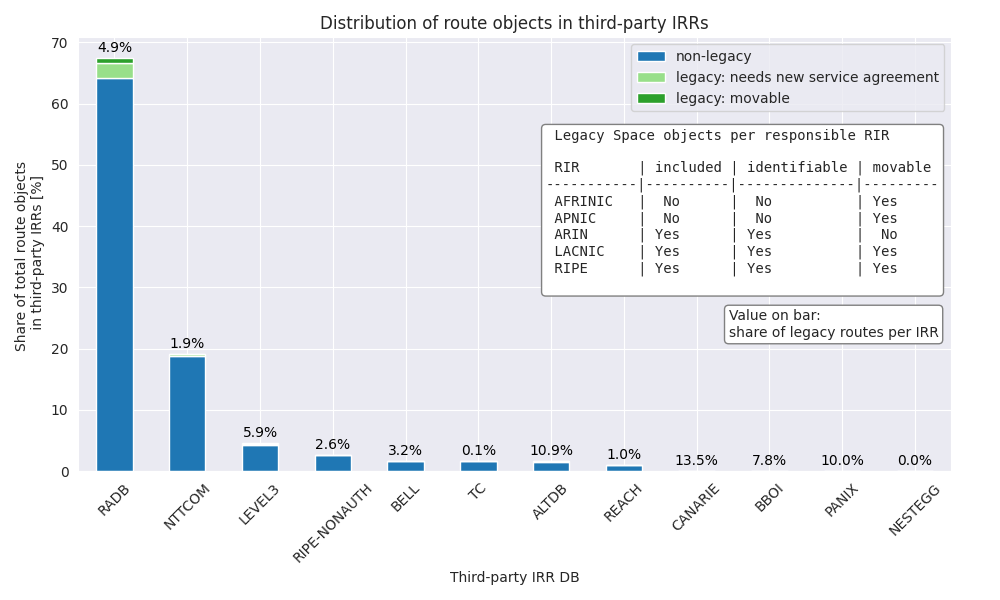 Distribution of route objects in third-party IRRs
Share of total route objects
in third-party IRRs [%]
70
60
50
40
30
20
10
0
non-legacy
legacy: needs new service agreement
legacy: movable
Legacy Space objects per responsible RIR
RIR | included | identifiable | movable
-----------|----------|--------------|---------
AFRINIC | No | No | Yes
APNIC | No | No | Yes
ARIN | Yes | Yes | No
LACNIC | Yes | Yes | Yes
RIPE | Yes | Yes | Yes
Value on bar:
share of legacy routes per IRR
4.9%
1.9%
5.9%
2.6%
3.2%
0.1%
10.9%
1.0%
13.5%
7.8%
10.0%
0.0%
RADB
NTTCOM
LEVEL3
RIPE-NONAUTH
BELL
TC
ALTDB
REACH
CANARIE
BBOI
PANIX
NESTEGG
Third-party IRR DB